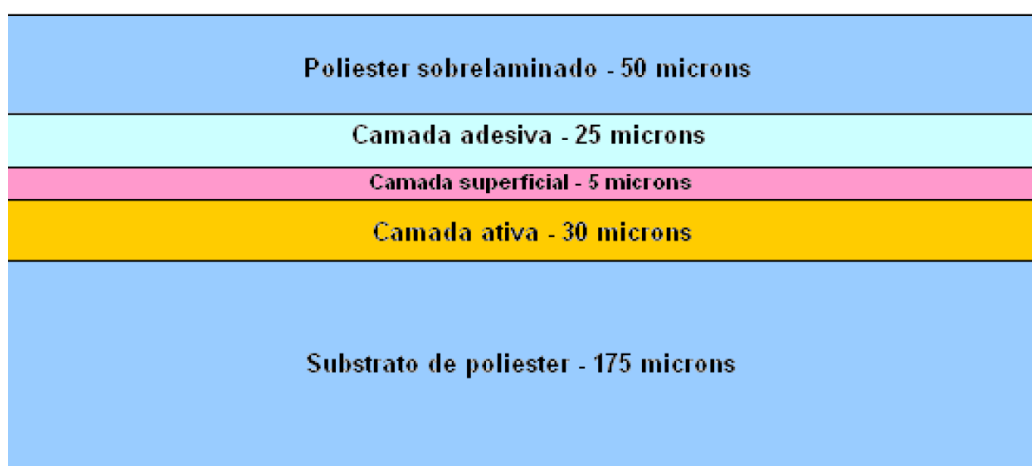 Poliester sobrelaminado - 50 microns
Camada adesiva - 25 microns
Camada superficial - 5 microns
Camada ativa - 30 microns
Substrato de poliester - 175 microns